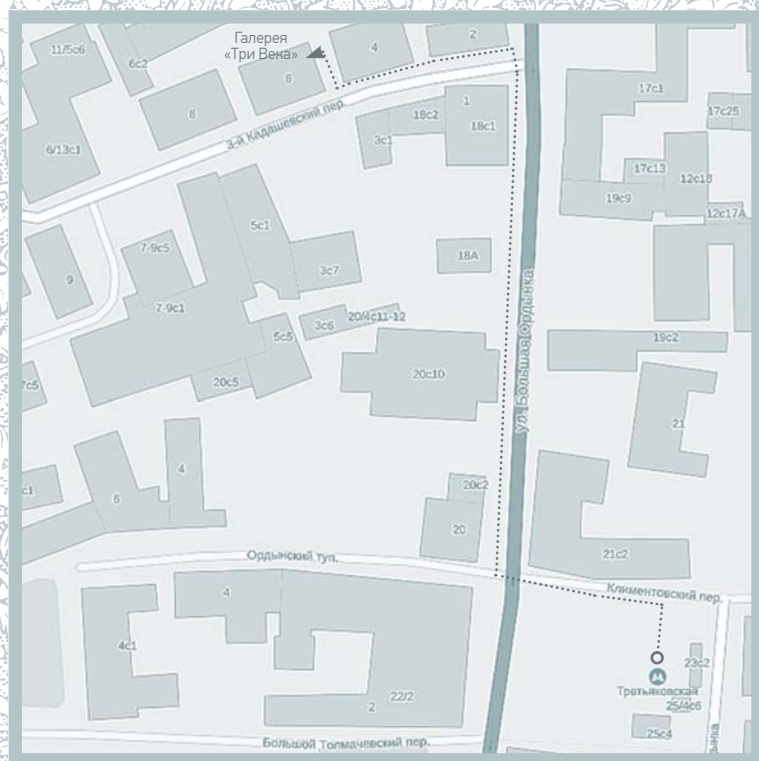 Галерея
«Три Века»
11/5с6
6с2
4
2
6
8
17с1
17с25
3-й Кадашевский пер.
18с2
1
18с1
3с1
6/13с1
17с13
12с18
19с9
12с17А
5с1
7-9с5
18А
3с7
9
7-9с1
3с6
20/4с11-12
5с5
19с2
20с10
20с5
7с5
ул. Большая Ордынка
21
4
с1
6
20с2
20
21с2
Ордынский туп.
Климентовский пер.
4
4с1
23с2
Третьяковская
22/2
2
25/4с6
25с4
Большой Толмачевский пер.
дынка